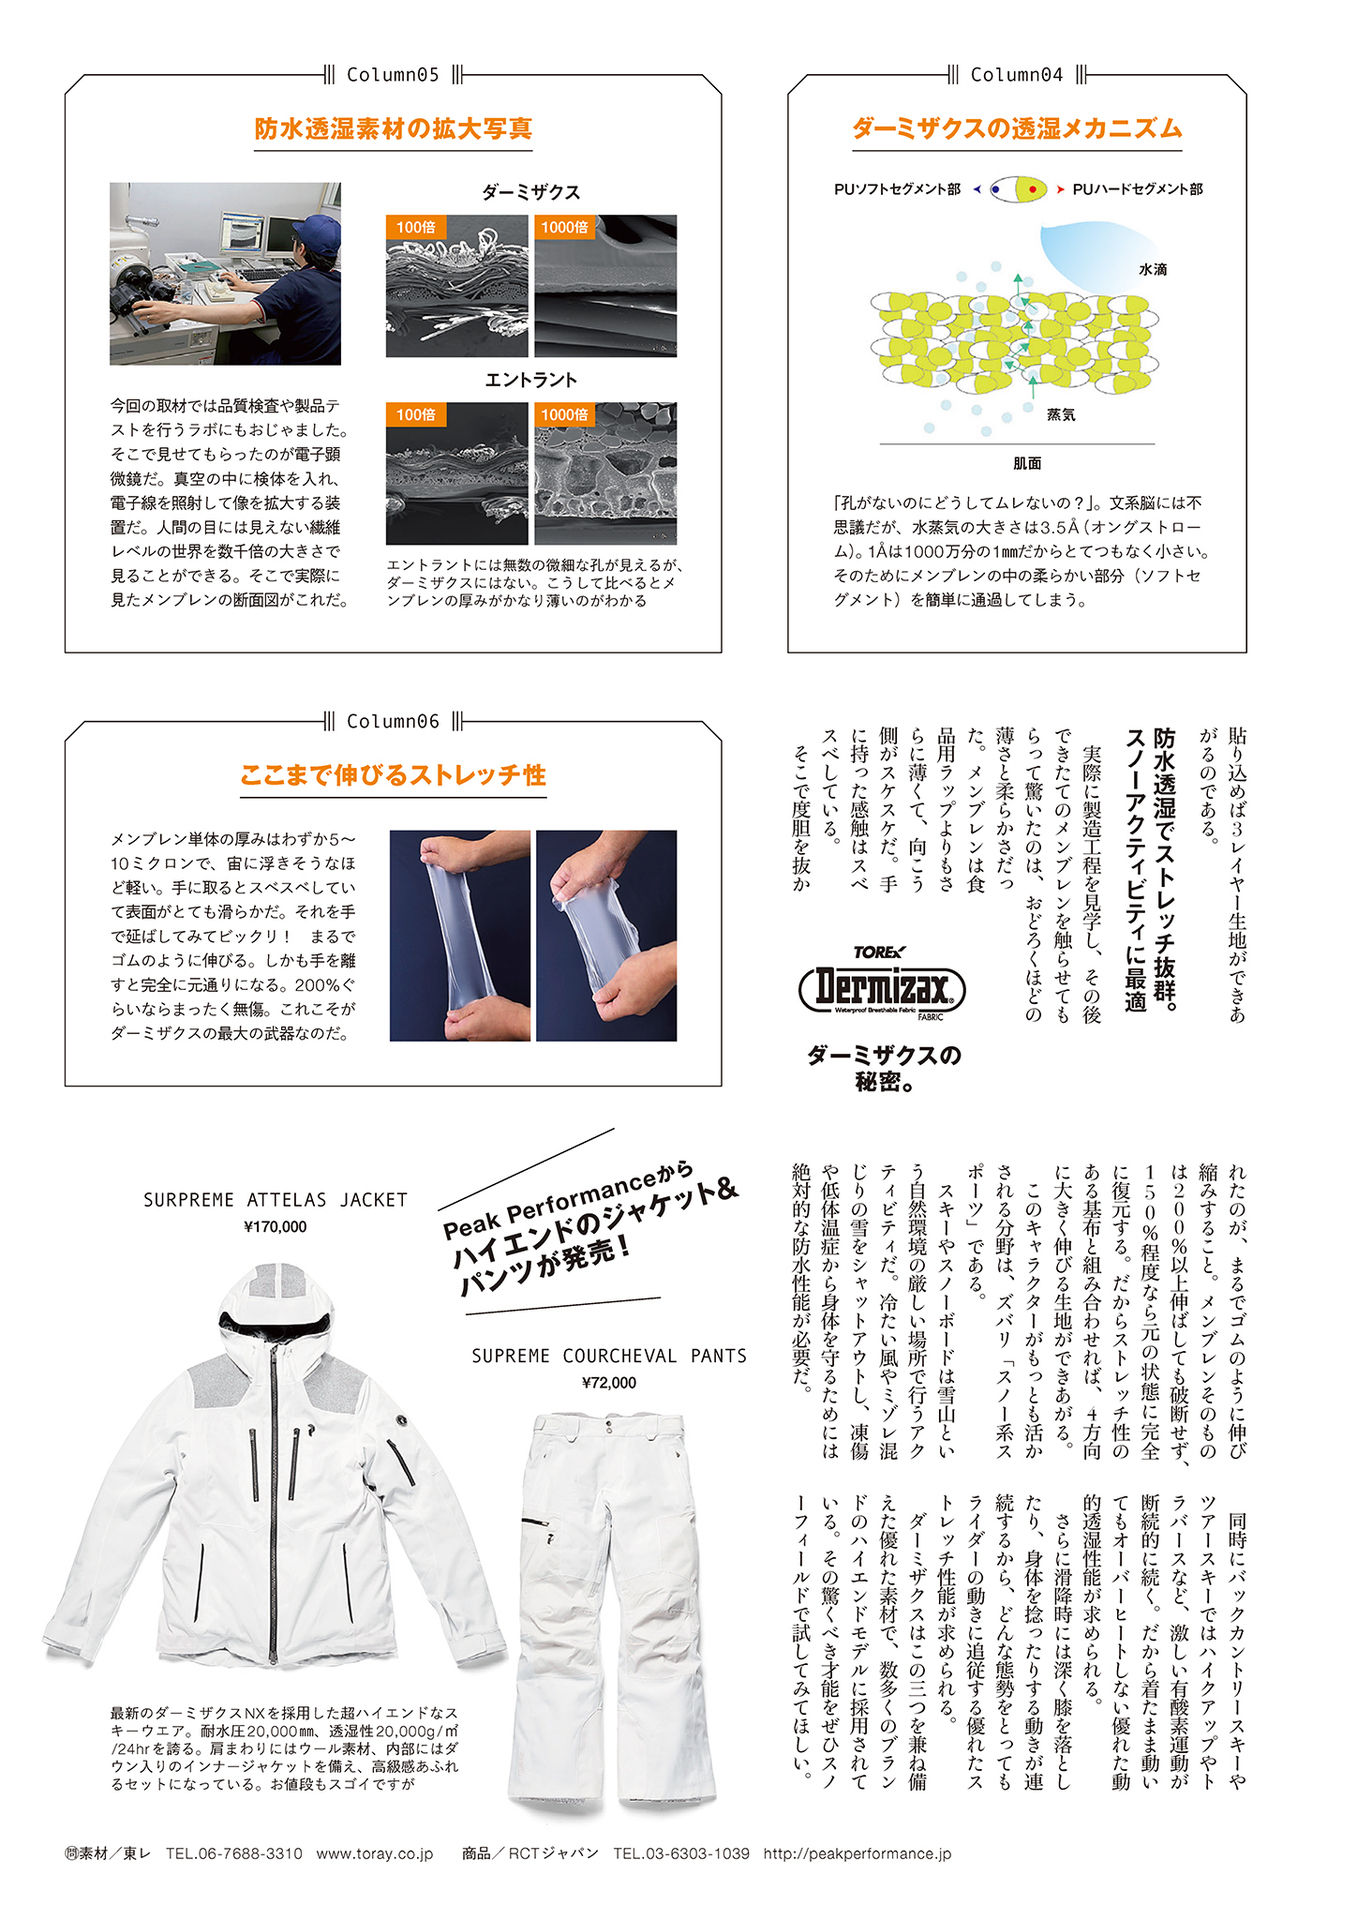 Column04
ダーミザクスの透湿メカニズム
PUソフトセグメント部
PUハードセグメント部
水滴
蒸気
肌面
「孔がないのにどうしてムレないの？」。文系脳には不
思議だが、水蒸気の大きさは3.5Å（オングストロー
ム）。1Åは1000万分の1㎜だからとてつもなく小さい。
そのためにメンブレンの中の柔らかい部分（ソフトセ
グメント）を簡単に通過してしまう。
Column05
防水透湿素材の拡大写真
今回の取材では品質検査や製品テ
ストを行うラボにもおじゃました。
そこで見せてもらったのが電子顕
微鏡だ。真空の中に検体を入れ、
電子線を照射して像を拡大する装
置だ。人間の目には見えない繊維
レベルの世界を数千倍の大きさで
見ることができる。そこで実際に
見たメンブレンの断面図がこれだ。
ダーミザクス
100倍
1000倍
エントラント
100倍
1000倍
エントラントには無数の微細な孔が見えるが、
ダーミザクスにはない。こうして比べるとメ
ンブレンの厚みがかなり薄いのがわかる
Column06
ここまで伸びるストレッチ性
メンブレン単体の厚みはわずか5〜
10ミクロンで、宙に浮きそうなほ
ど軽い。手に取るとスベスベしてい
て表面がとても滑らかだ。それを手
で延ばしてみてビックリ！　まるで
ゴムのように伸びる。しかも手を離
すと完全に元通りになる。200%ぐ
らいならまったく無傷。これこそが
ダーミザクスの最大の武器なのだ。
貼り込めば3レイヤー生地ができあ
がるのである。
防水透湿でストレッチ抜群。
スノーアクティビティに最適
実際に製造工程を見学し、その後
できたてのメンブレンを触らせても
らって驚いたのは、おどろくほどの
薄さと柔らかさだっ
た。メンブレンは食
品用ラップよりもさ
らに薄くて、向こう
側がスケスケだ。手
に持った感触はスベ
スベしている。
そこで度胆を抜か
TOREX
Dermizax
Waterproof Breathable Fabric
FABRIC
ダーミザクスの
秘密。
れたのが、まるでゴムのように伸び
縮みすること。メンブレンそのもの
は200%以上伸ばしても破断せず、
150%程度なら元の状態に完全
に復元する。だからストレッチ性の
ある基布と組み合わせれば、4方向
に大きく伸びる生地ができあがる。
このキャラクターがもっとも活か
される分野は、ズバリ「スノー系ス
ポーツ」である。
スキーやスノーボードは雪山とい
う自然環境の厳しい場所で行うアク
ティビティだ。冷たい風やミゾレ混
じりの雪をシャットアウトし、凍傷
や低体温症から身体を守るためには
絶対的な防水性能が必要だ。
同時にバックカントリースキーや
ツアースキーではハイクアップやト
ラバースなど、激しい有酸素運動が
断続的に続く。だから着たまま動い
てもオーバーヒートしない優れた動
的透湿性能が求められる。
さらに滑降時には深く膝を落とし
たり、身体を捻ったりする動きが連
続するから、どんな態勢をとっても
ライダーの動きに追従する優れたス
トレッチ性能が求められる。
ダーミザクスはこの三つを兼ね備
えた優れた素材で、数多くのブラン
ドのハイエンドモデルに採用されて
いる。その驚くべき才能をぜひスノ
ーフィールドで試してみてほしい。
Peak Performanceから
ハイエンドのジャケット&
パンツが発売！
SURPREME ATTELAS JACKET
¥170,000
SUPREME COURCHEVAL PANTS
¥72,000
最新のダーミザクスNXを採用した超ハイエンドなス
キーウエア。耐水圧20,000㎜、透湿性20,000g/㎡
/24hrを誇る。肩まわりにはウール素材、内部にはダ
ウン入りのインナージャケットを備え、高級感あふれ
るセットになっている。お値段もスゴイですが
㉄素材／東レ　TEL.06-7688-3310　www.toray.co.jp　商品／RCTジャパン　TEL.03-6303-1039　http://peakperformance.jp